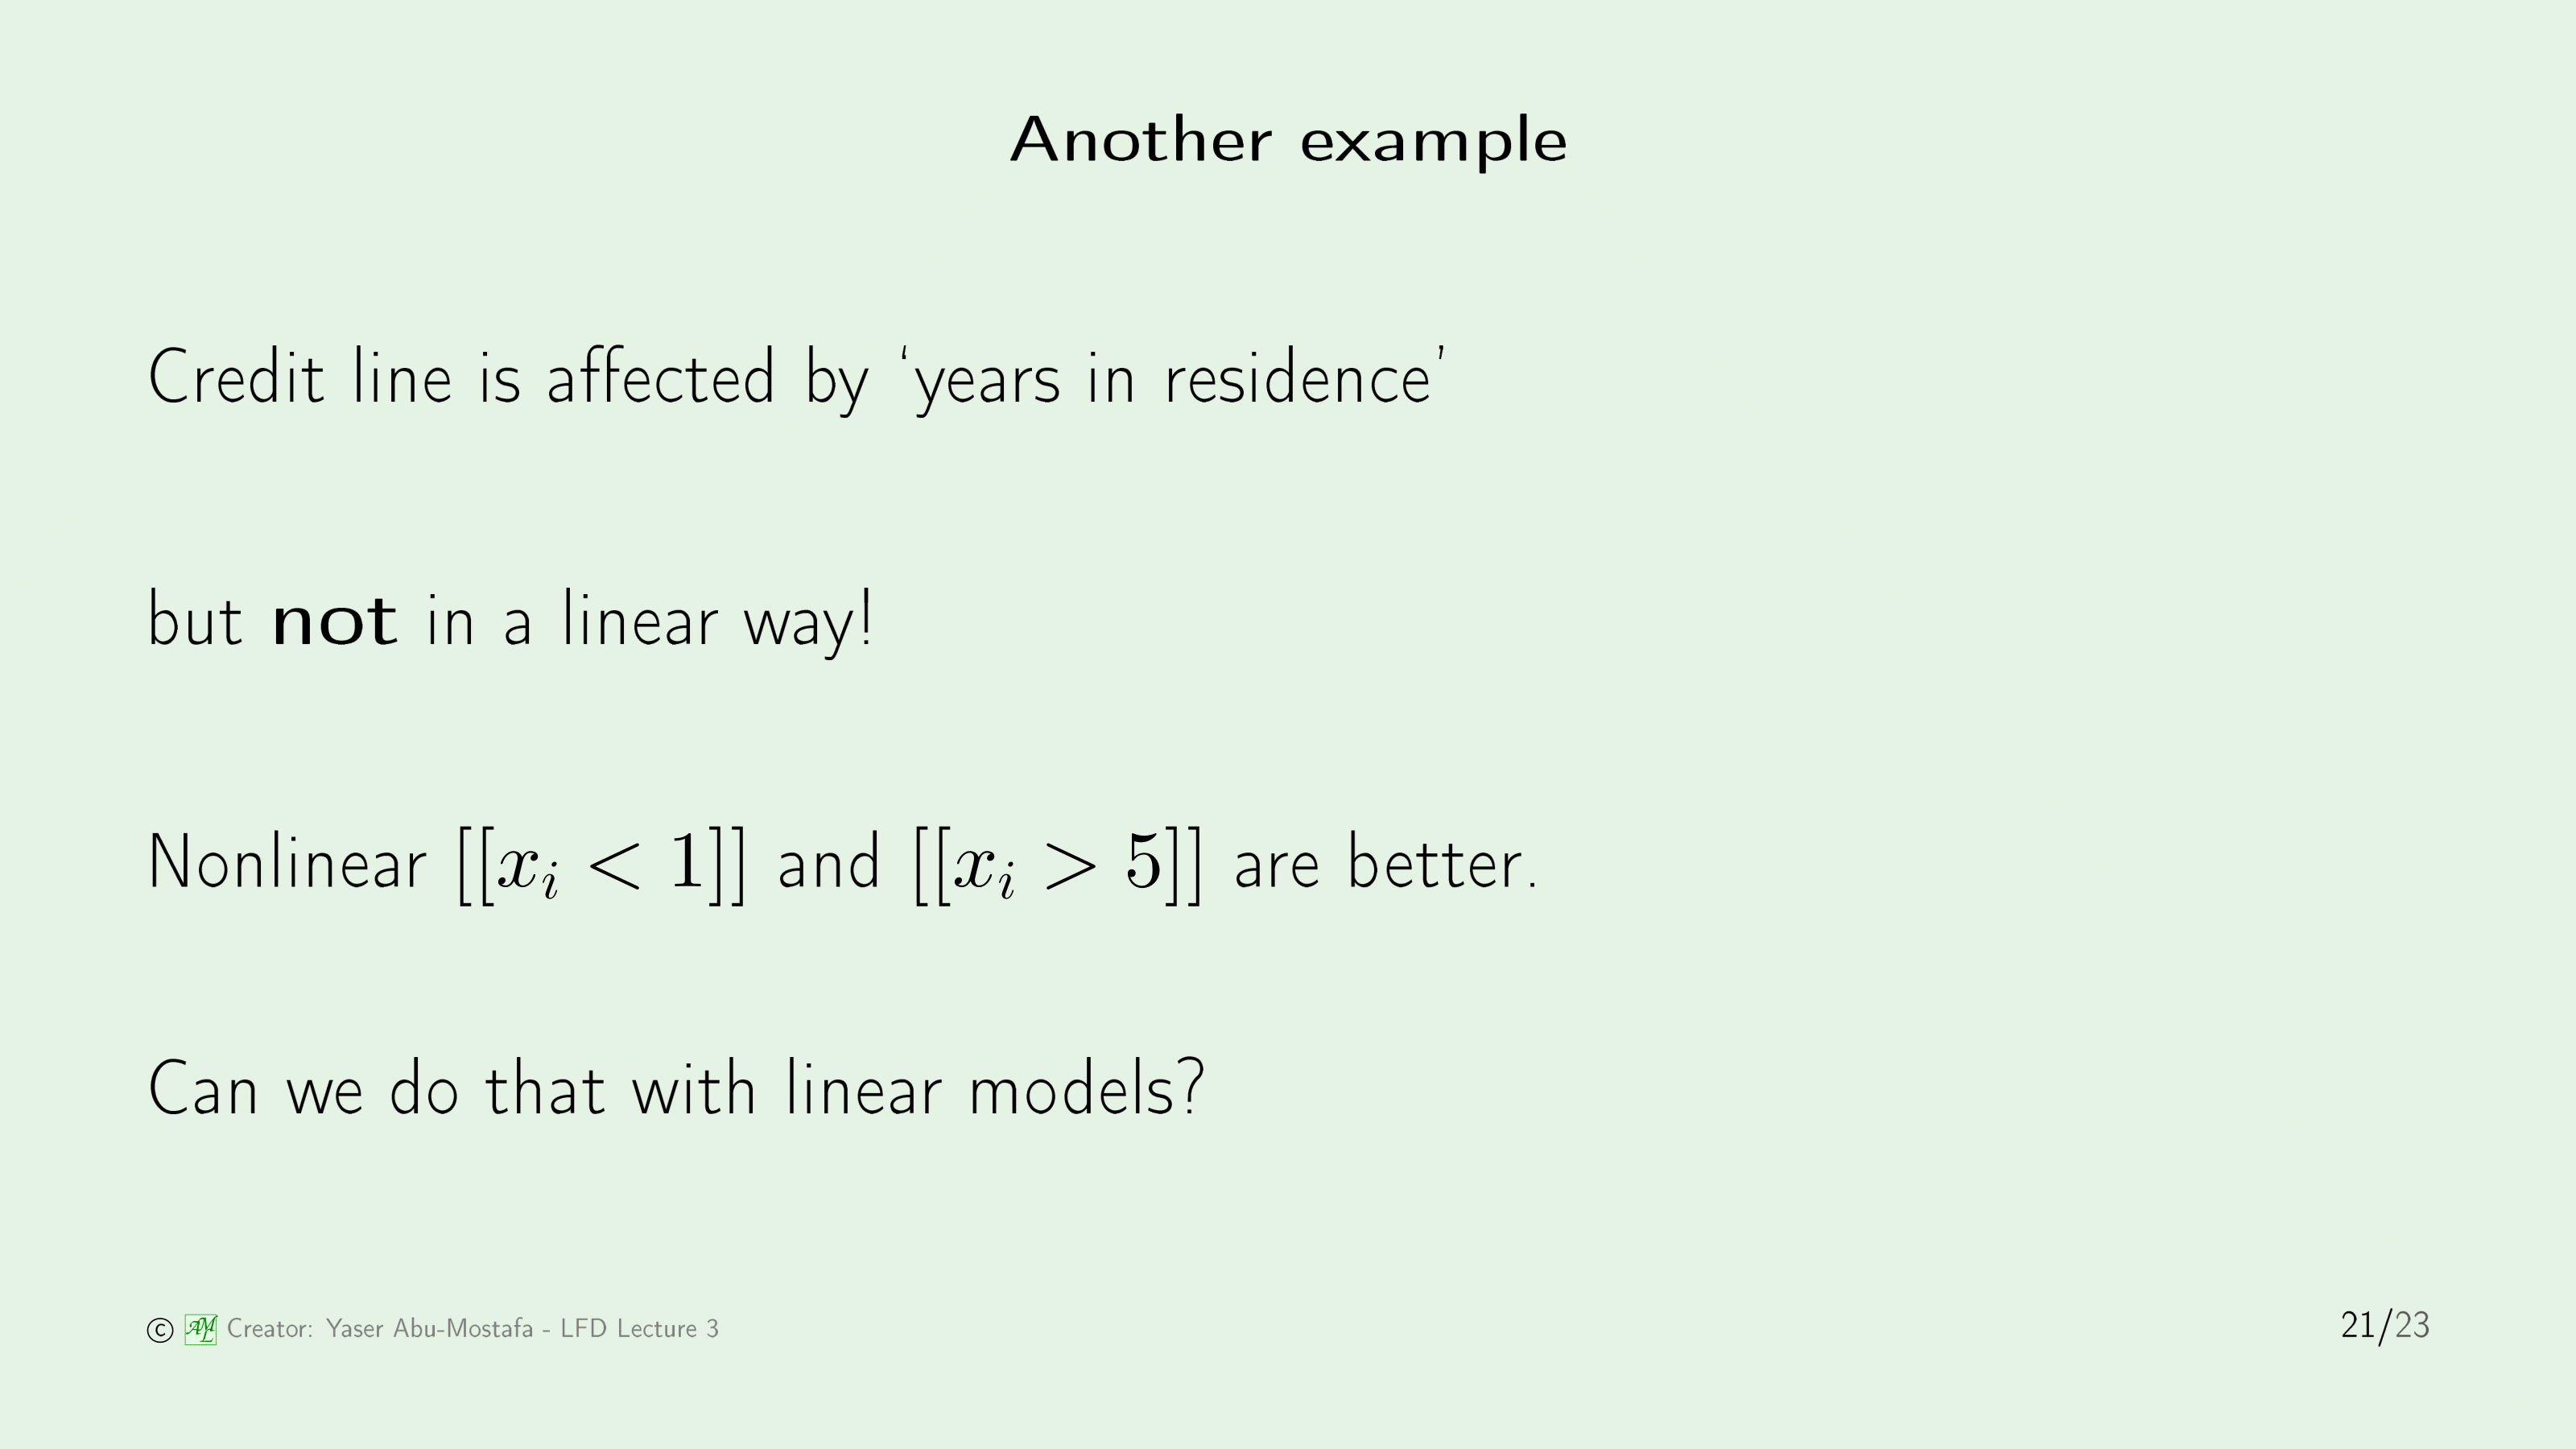 Another example
Credit line is affected by ‘years in residence’
but not in a linear way!
Nonlinear [[xᵢ < 1]] and [[xᵢ > 5]] are better.
Can we do that with linear models?
© AML Creator: Yaser Abu-Mostafa - LFD Lecture 3
21/23